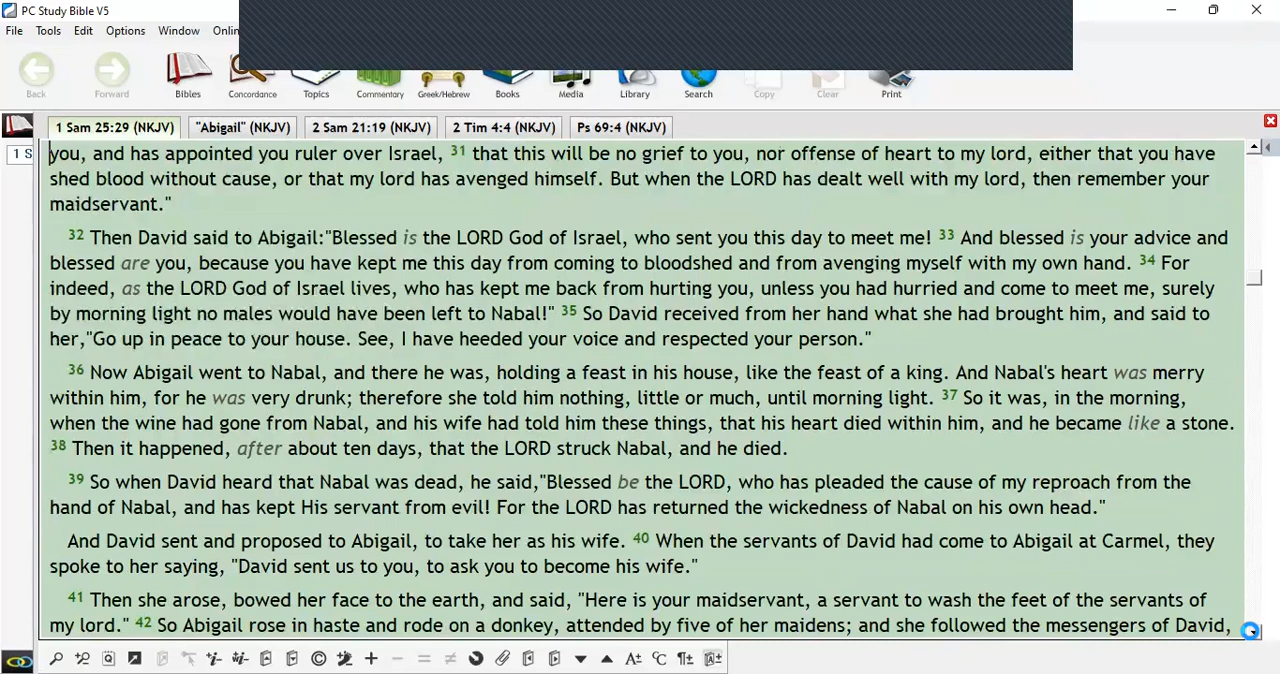 PC Study Bible V5
File Tools Edit Options Window Onlin
Back Forward Bibles Concordance Topics Commentary Greek/Hebrew Books Media Library Search Copy Clear Print
1 Sam 25:29 (NKJV) "Abigail" (NKJV) 2 Sam 21:19 (NKJV) 2 Tim 4:4 (NKJV) Ps 69:4 (NKJV)
1 S
you, and has appointed you ruler over Israel, 31 that this will be no grief to you, nor offense of heart to my lord, either that you have
shed blood without cause, or that my lord has avenged himself. But when the LORD has dealt well with my lord, then remember your
maidservant."
32 Then David said to Abigail:"Blessed is the LORD God of Israel, who sent you this day to meet me! 33 And blessed is your advice and
blessed are you, because you have kept me this day from coming to bloodshed and from avenging myself with my own hand. 34 For
indeed, as the LORD God of Israel lives, who has kept me back from hurting you, unless you had hurried and come to meet me, surely
by morning light no males would have been left to Nabal!" 35 So David received from her hand what she had brought him, and said to
her,"Go up in peace to your house. See, I have heeded your voice and respected your person."
36 Now Abigail went to Nabal, and there he was, holding a feast in his house, like the feast of a king. And Nabal's heart was merry
within him, for he was very drunk; therefore she told him nothing, little or much, until morning light. 37 So it was, in the morning,
when the wine had gone from Nabal, and his wife had told him these things, that his heart died within him, and he became like a stone.
38 Then it happened, after about ten days, that the LORD struck Nabal, and he died.
39 So when David heard that Nabal was dead, he said,"Blessed be the LORD, who has pleaded the cause of my reproach from the
hand of Nabal, and has kept His servant from evil! For the LORD has returned the wickedness of Nabal on his own head."
And David sent and proposed to Abigail, to take her as his wife. 40 When the servants of David had come to Abigail at Carmel, they
spoke to her saying, "David sent us to you, to ask you to become his wife."
41 Then she arose, bowed her face to the earth, and said, "Here is your maidservant, a servant to wash the feet of the servants of
my lord." 42 So Abigail rose in haste and rode on a donkey, attended by five of her maidens; and she followed the messengers of David,